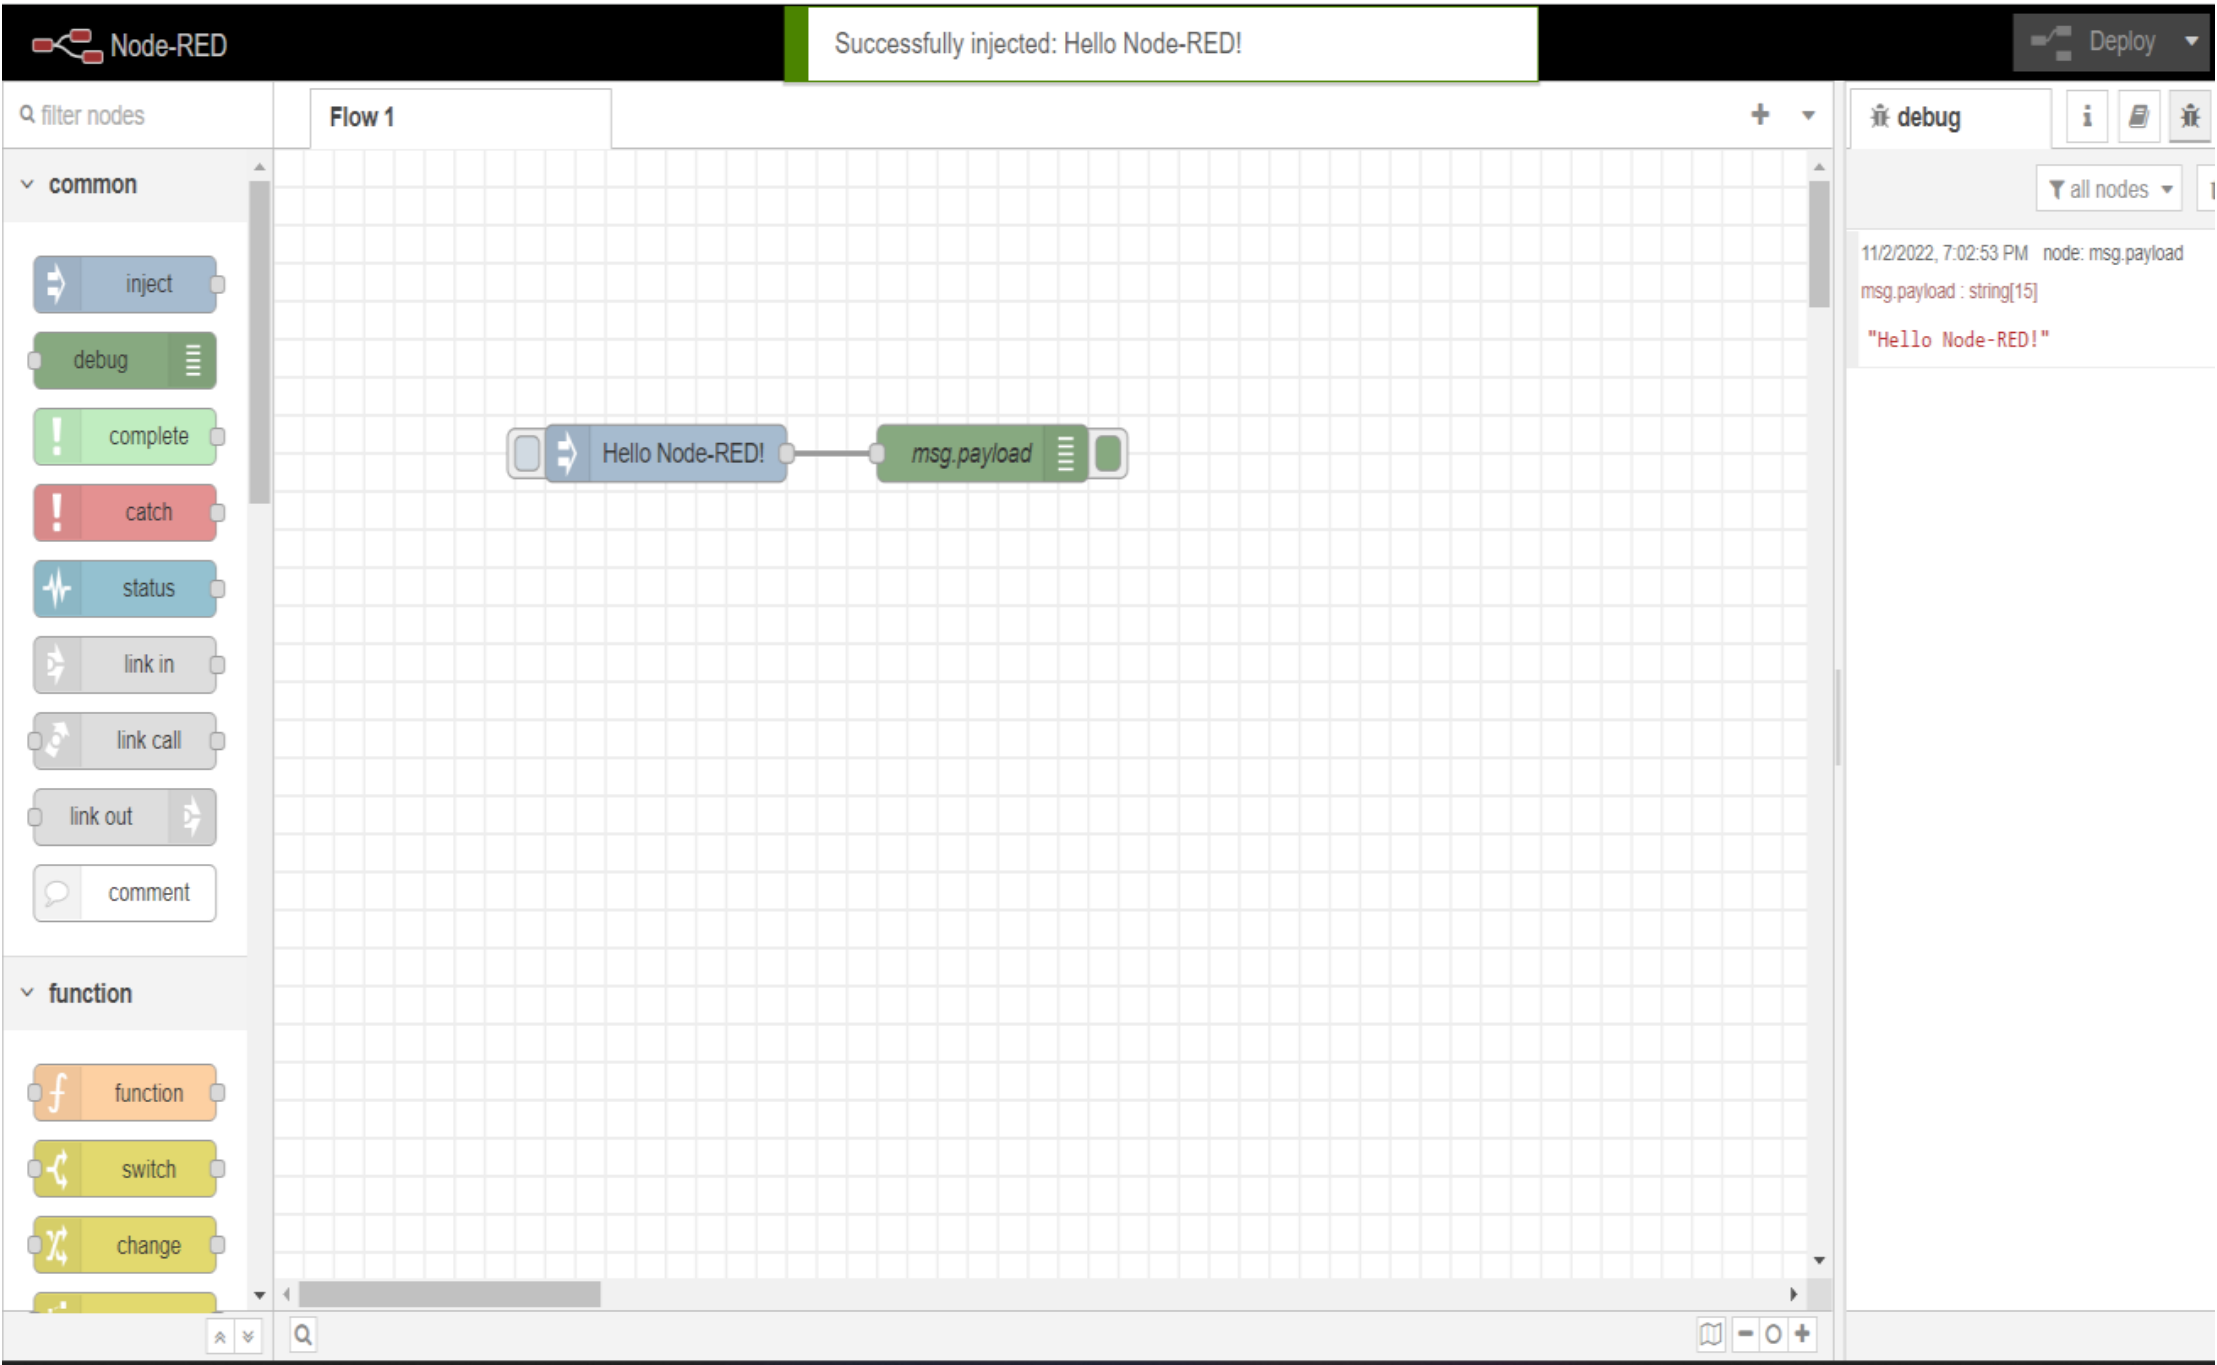 Node-RED
Successfully injected: Hello Node-RED!
Deploy
filter nodes
Flow 1
debug
i
common
all nodes
inject
11/2/2022, 7:02:53 PM node: msg.payload
msg.payload : string[15]
"Hello Node-RED!"
debug
complete
Hello Node-RED!
msg.payload
catch
status
link in
link call
link out
comment
function
function
switch
change